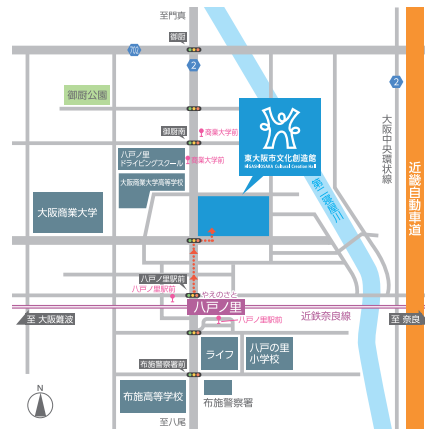 至門真
御厨
702
2
御厨公園
2
大阪中央環状線
近畿自動車道
御厨南
商業大学前
八戸ノ里
ドライビングスクール
商業大学前
大阪商業大学高等学校
東大阪市文化創造館
HIGASHIOSAKA Cultural Creation Hall
大阪商業大学
第二寝屋川
八戸ノ里駅前
八戸ノ里駅前
やえのさと
八戸ノ里
近鉄奈良線
八戸ノ里駅前
至 大阪難波
至 奈良
ライフ
八戸の里
小学校
布施警察署前
布施高等学校
布施警察署
N
至八尾